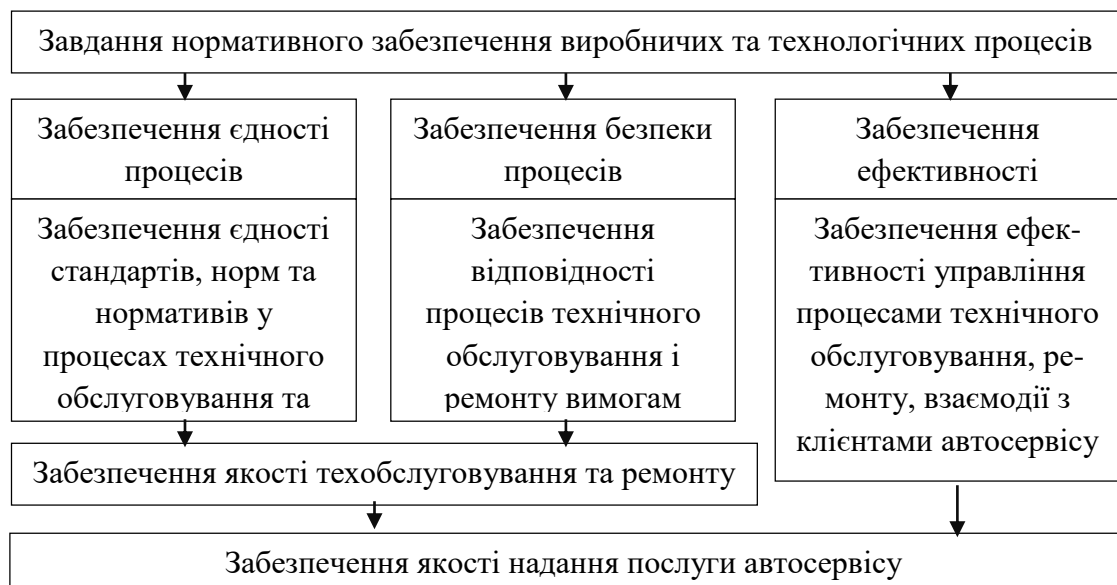 Завдання нормативного забезпечення виробничих та технологічних процесів
Забезпечення єдності
процесів
Забезпечення єдності
стандартів, норм та
нормативів у
процесах технічного
обслуговування та
Забезпечення безпеки
процесів
Забезпечення
відповідності
процесів технічного
обслуговування і
ремонту вимогам
Забезпечення
ефективності
Забезпечення ефек-
тивності управління
процесами технічного
обслуговування, ре-
монту, взаємодії з
клієнтами автосервісу
Забезпечення якості техобслуговування та ремонту
Забезпечення якості надання послуги автосервісу